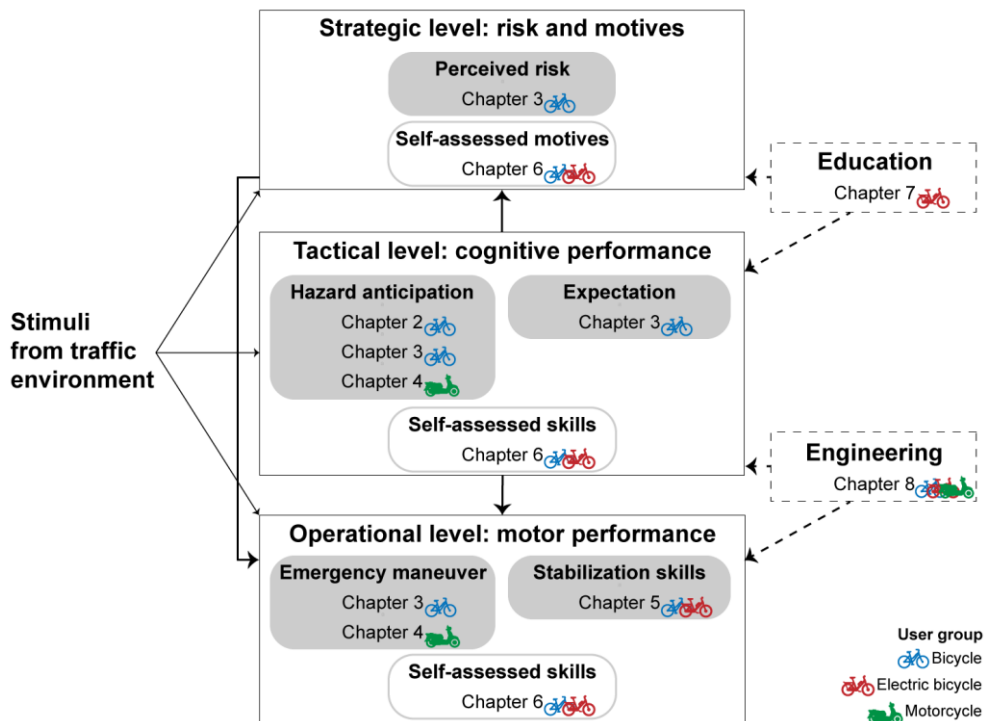 Strategic level: risk and motives
Perceived risk
Chapter 3
Self-assessed motives
Chapter 6
Education
Chapter 7
Tactical level: cognitive performance
Hazard anticipation
Chapter 2
Chapter 3
Chapter 4
Expectation
Chapter 3
Stimuli
from traffic
environment
Self-assessed skills
Chapter 6
Engineering
Chapter 8
Operational level: motor performance
Emergency maneuver
Chapter 3
Chapter 4
Stabilization skills
Chapter 5
Self-assessed skills
Chapter 6
User group
Bicycle
Electric bicycle
Motorcycle